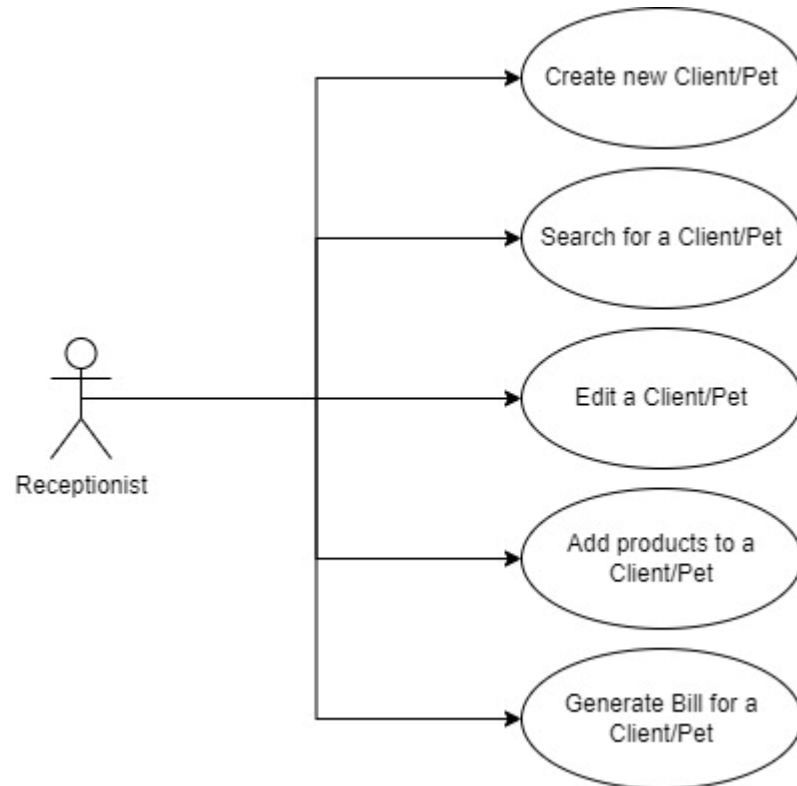 Create new Client/Pet
Search for a Client/Pet
Edit a Client/Pet
Receptionist
Add products to a
Client/Pet
Generate Bill for a
Client/Pet